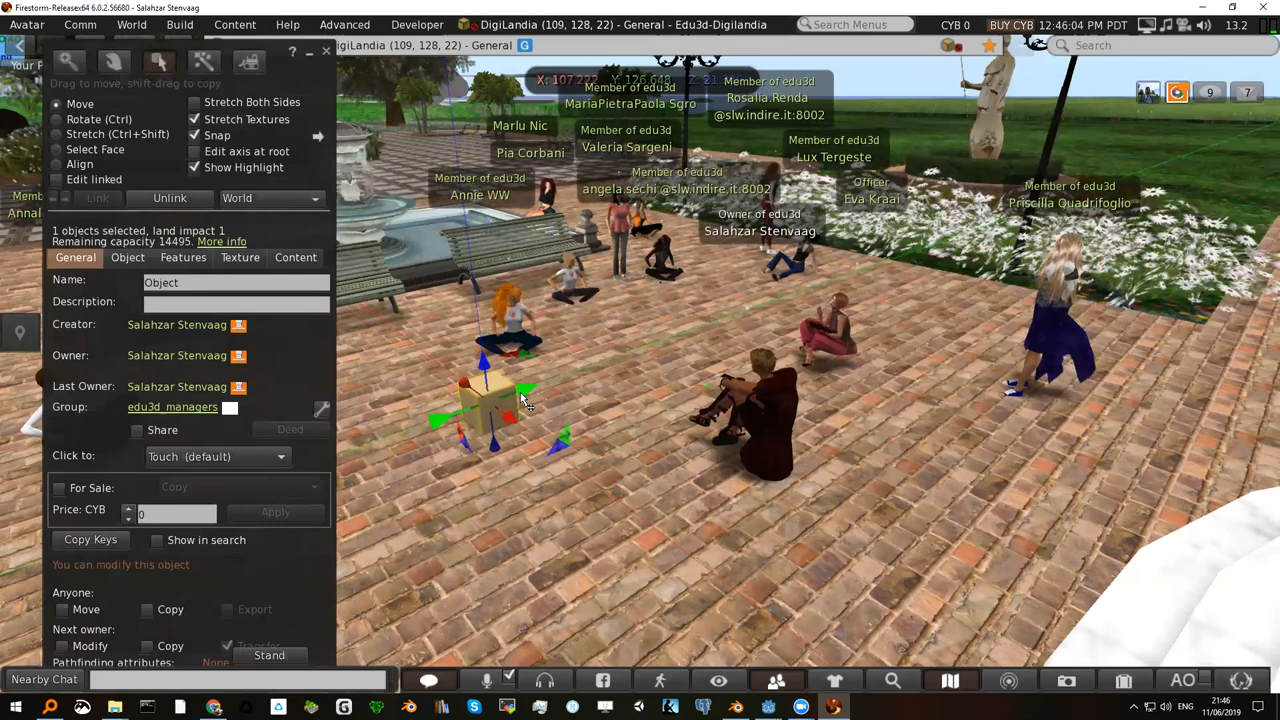 Firestorm-Releasex64 6.0.2.56680 - Salahzar Stenvaag
Avatar Comm World Build Content Avanzate Advanced Developer DigiLandia (109, 128, 22) - General - Edu3d-Digilandia Search Menus CYB 0 BUY CYB 12:46:04 PM PDT 13.2
DigiLandia (109, 128, 22) - General G Search
Your P
Drag to move, shift-drag to copy
Move
Rotate (Ctrl)
Stretch (Ctrl+Shift)
Select Face
Align
Edit linked
Stretch Both Sides
Stretch Textures
Snap
Edit axis at root
Show Highlight
Link Unlink World
1 objects selected, land impact 1
Remaining capacity 14495. More info
General Object Features Texture Content
Name: Object
Description:
Creator: Salahzar Stenvaag
Owner: Salahzar Stenvaag
Last Owner: Salahzar Stenvaag
Group: edu3d_managers
Share Deed
Click to: Touch (default)
For Sale: Copy
Price: CYB 0 Apply
Copy Keys Show in search
You can modify this object
Anyone:
Move Copy Export
Next owner:
Modify Copy Transfer
Pathfinding attributes: None
Stand
X: 107.222 Y: 126.648 Z: 21
Member of edu3d
MariaPietraPaola Sgro
Member of edu3d
Rosalia.Renda
@slw.indire.it:8002
Marlu Nic
Pia Corbani
Member of edu3d
Valeria Sargeni
Member of edu3d
Lux Tergeste
Member of edu3d
Annie WW
Member of edu3d
angela.sechi @slw.indire.it:8002
Officer
Eva Kraai
Owner of edu3d
Salahzar Stenvaag
Member of edu3d
Priscilla Quadrifoglio
9 7
Nearby Chat
AO
ENG
21:46
11/06/2019